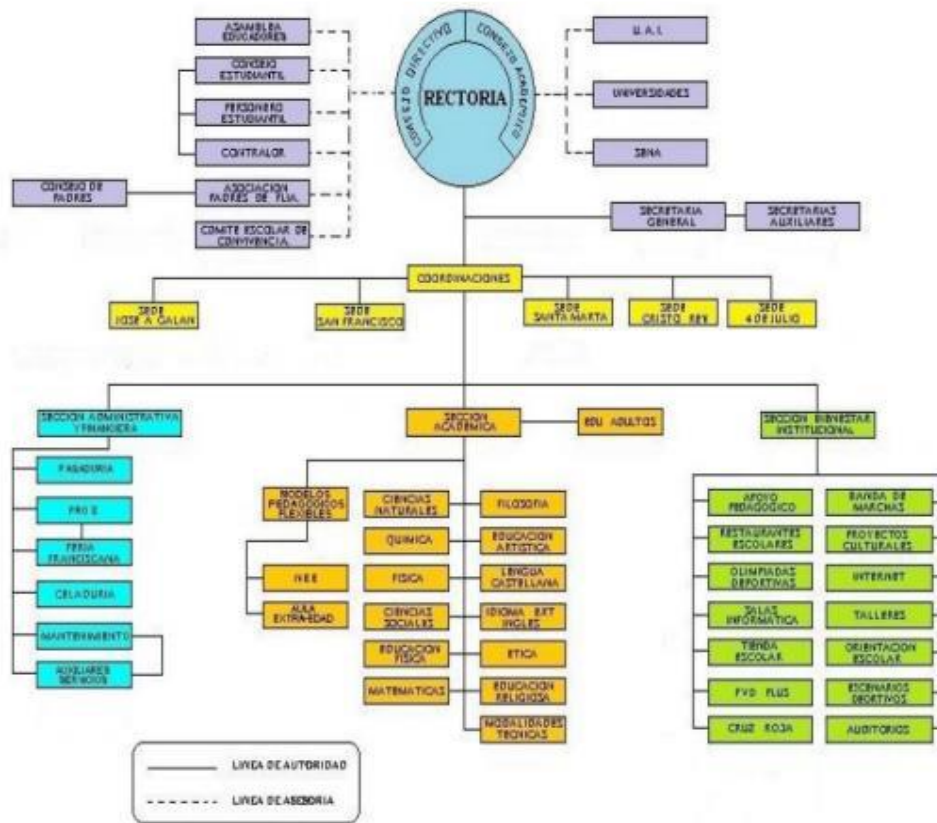 ASAMBLEA
EDUCADORES
CONSEJO
ESTUDIANTIL
PERSONERO
ESTUDIANTIL
CONTRALOR
CONSEJO DE
PADRES
ASOCIACION
PADRES DE FLIA.
COMITE ESCOLAR DE
CONVIVENCIA.
CONSEJO DIRECTIVO
CONSEJO ACADEMICO
RECTORIA
U.A.I.
UNIVERSIDADES
SENA
SECRETARIA
GENERAL
SECRETARIAS
AUXILIARES
COORDINACIONES
SEDE
JOSE A GALAN
SEDE
SAN FRANCISCO
SEDE
SANTA MARTA
SEDE
CRISTO REY
SEDE
4 DE JULIO
SECCION ADMINISTRATIVA
Y FINANCIERA
PAGADURIA
FERIA
FRANCISCANA
CELADURIA
MANTENIMIENTO
AUXILIARES
SERVICIOS
SECCION
ACADEMICA
EDU ADULTOS
MODELOS
PEDAGOGICOS
FLEXIBLES
N.E.E
AULA
EXTRA-EDAD
CIENCIAS
NATURALES
QUIMICA
FISICA
CIENCIAS
SOCIALES
EDUCACION
FISICA
MATEMATICAS
FILOSOFIA
EDUCACION
ARTISTICA
LENGUA
CASTELLANA
IDIOMA EXT
INGLES
ETICA
EDUCACION
RELIGIOSA
MODALIDADES
TECNICAS
SECCION BIENESTAR
INSTITUCIONAL
APOYO
PEDAGOGICO
RESTAURANTES
ESCOLARES
OLIMPIADAS
DEPORTIVAS
SALAS
INFORMATICA
TIENDA
ESCOLAR
PVD PLUS
CRUZ ROJA
BANDA DE
MARCHAS
PROYECTOS
CULTURALES
INTERNET
TALLERES
ORIENTACION
ESCOLAR
ESCENARIOS
DEORTIVOS
AUDITORIOS
LINEA DE AUTORIDAD
LINEA DE ASESORIA